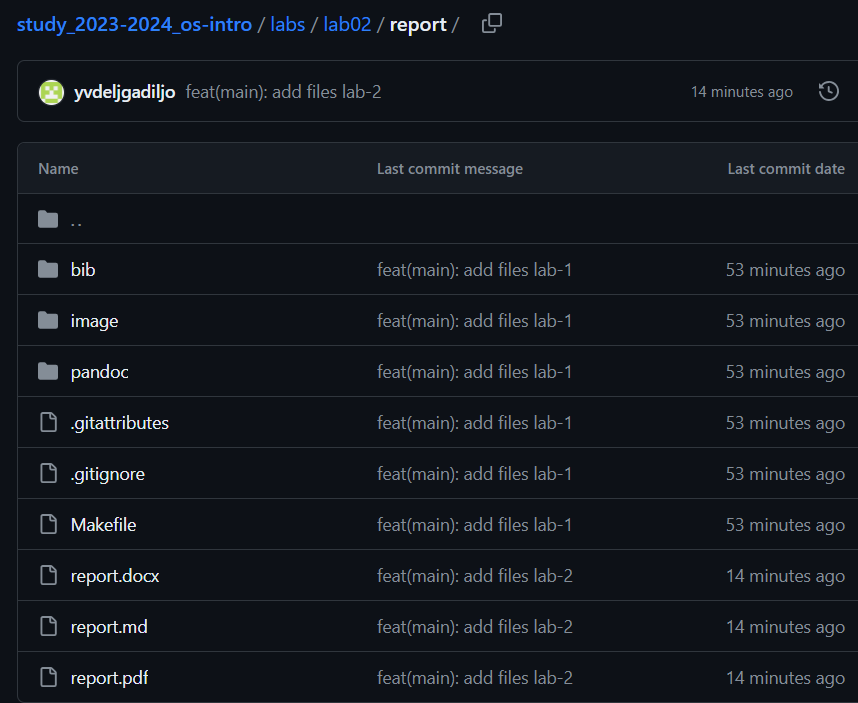 study_2023-2024_os-intro / labs / lab02 / report /
yvdeljgadiljo feat(main): add files lab-2 14 minutes ago
Name Last commit message Last commit date
..
bib feat(main): add files lab-1 53 minutes ago
image feat(main): add files lab-1 53 minutes ago
pandoc feat(main): add files lab-1 53 minutes ago
.gitattributes feat(main): add files lab-1 53 minutes ago
.gitignore feat(main): add files lab-1 53 minutes ago
Makefile feat(main): add files lab-1 53 minutes ago
report.docx feat(main): add files lab-2 14 minutes ago
report.md feat(main): add files lab-2 14 minutes ago
report.pdf feat(main): add files lab-2 14 minutes ago